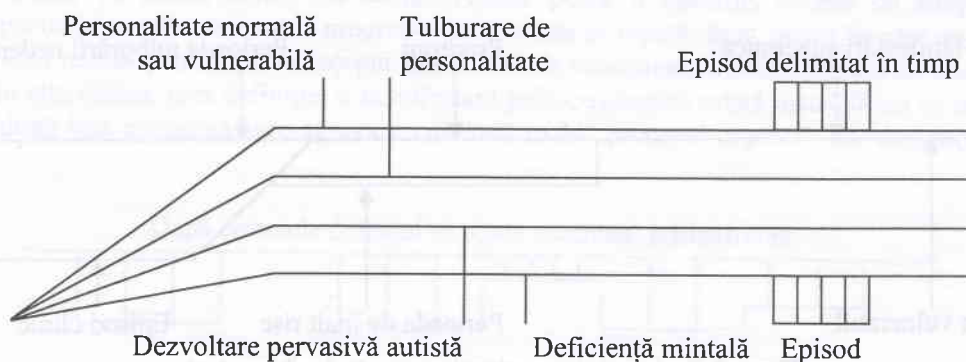 Personalitate normală
sau vulnerabilă
Tulburare de
personalitate
Episod delimitat în timp
Dezvoltare pervasivă autistă
Deficiență mintală
Episod